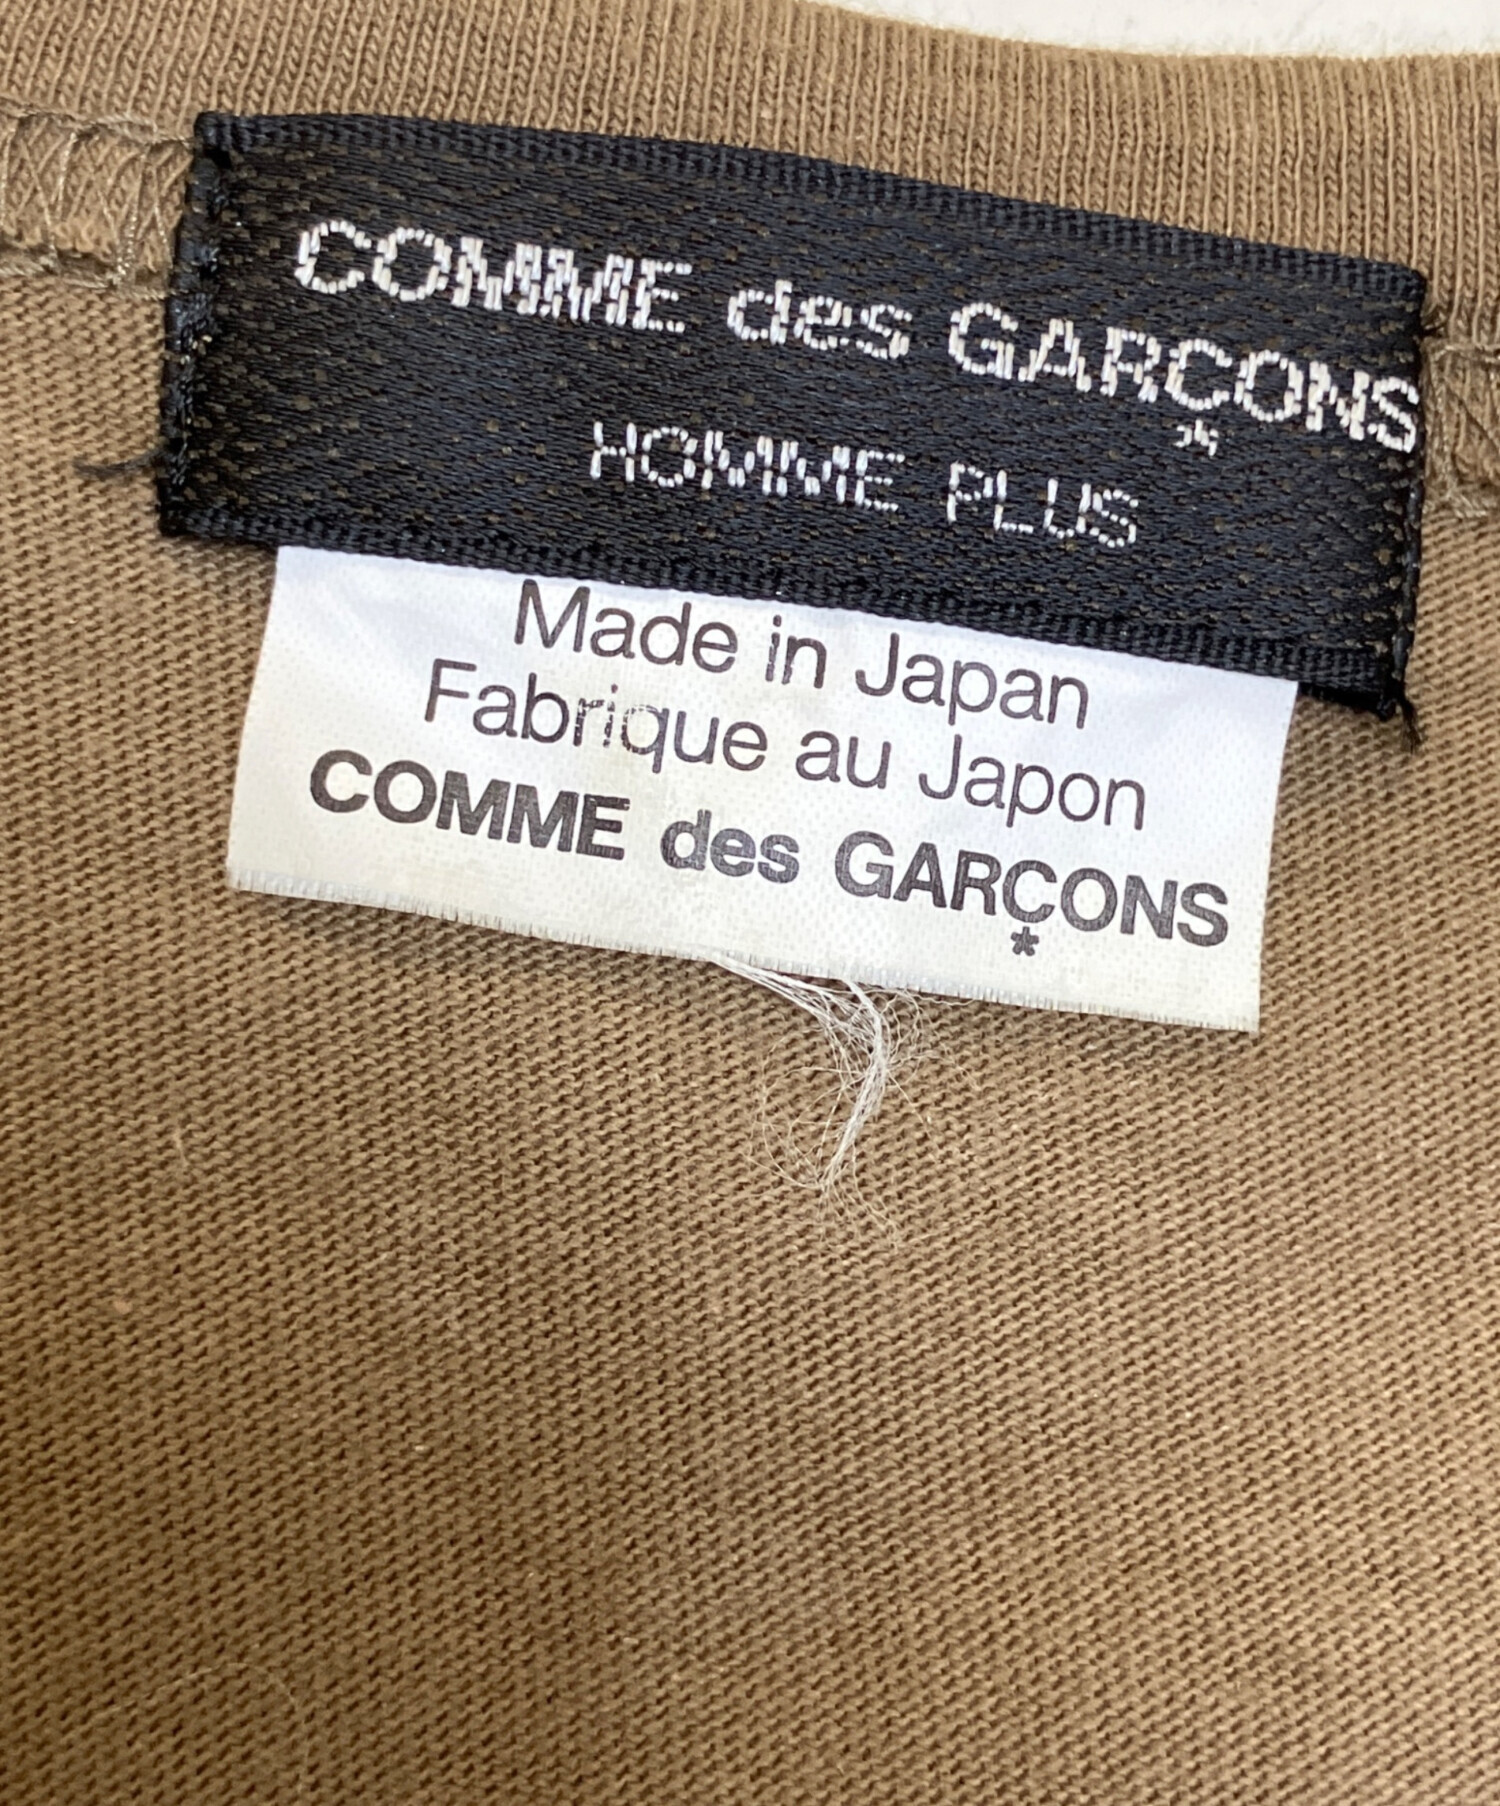 COMME des GARÇONS
HOMME PLUS
Made in Japan
Fabrique au Japon
COMME des GARÇONS